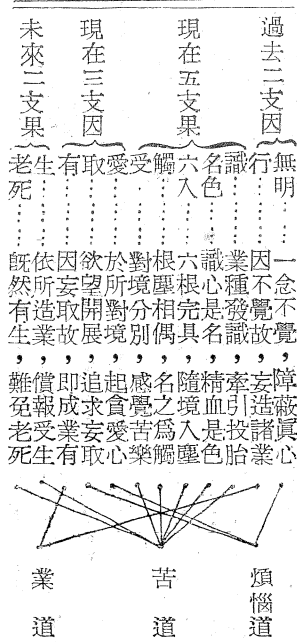 過去二支因
現在五支果
現在三支因
未來二支果
無明……一念不覺,障蔽眞心
行……因不覺故,妄造諸業
識……業種發識,牽引投胎
名色……識心是名,精血是色
六入……六根完具,隨境入塵
觸……根塵相偶,名之爲觸
受……對境分別,感覺苦樂
愛……於所對境,起貪愛心
取……欲望開展,追求妄取
有……因妄取故,即成業有
生……依所造業,償報受生
老死……旣然有生,難免老死
煩惱道
苦道
業道